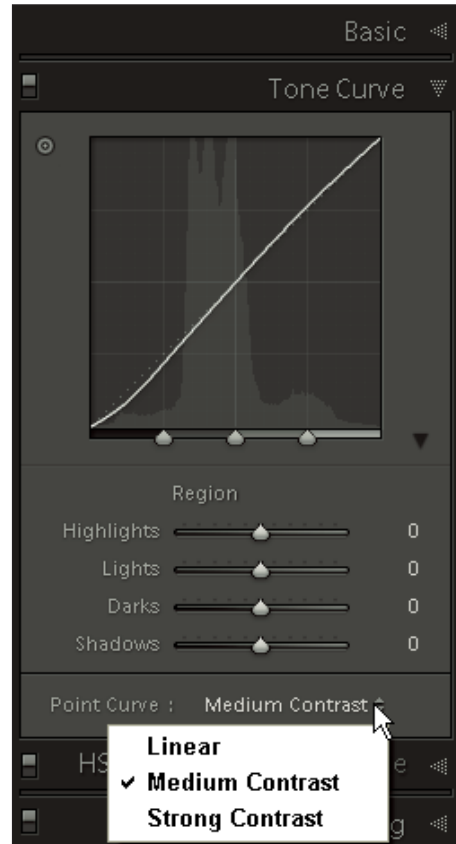 Basic
Tone Curve
Region
Highlights 0
Lights 0
Darks 0
Shadows 0
Point Curve : Medium Contrast
Linear
HS e
✓ Medium Contrast
Strong Contrast
g